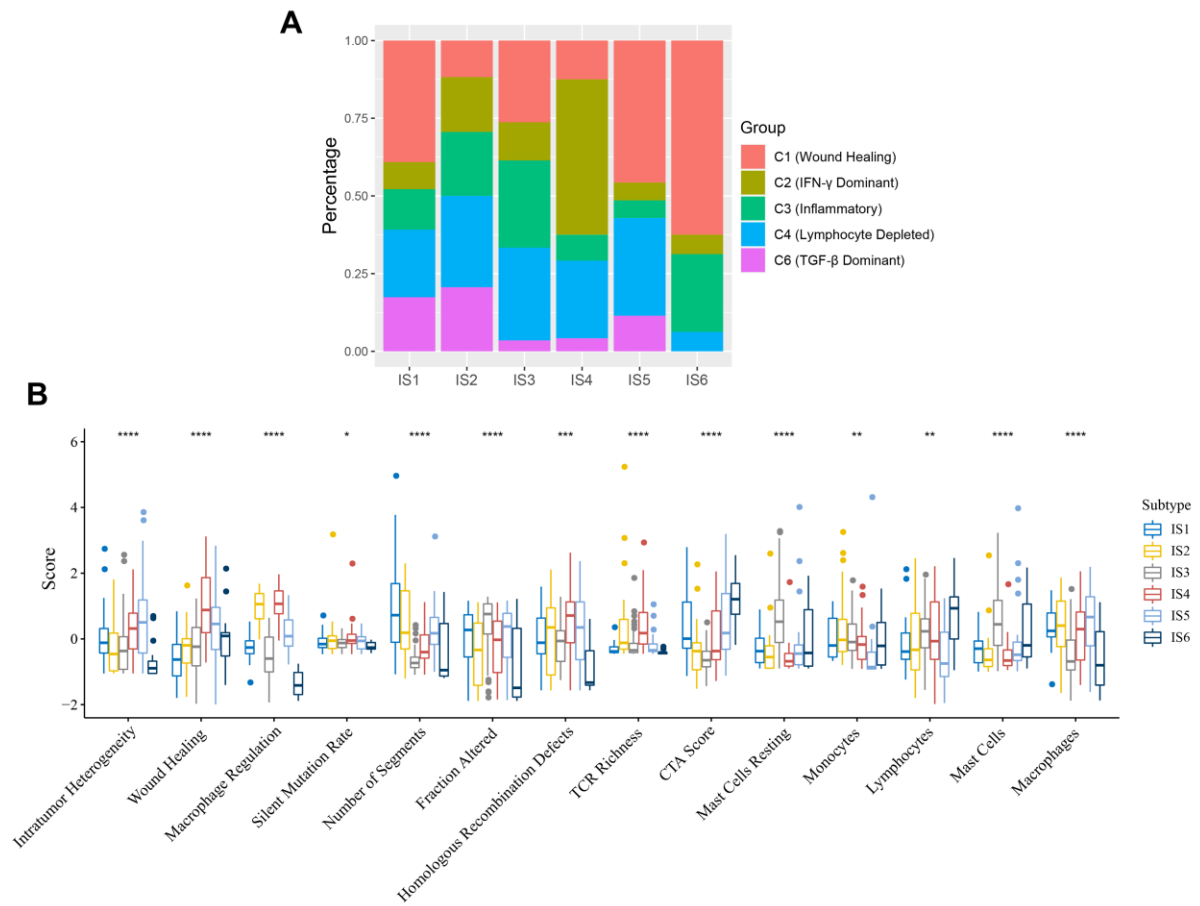 A
1.00
0.75
0.50
0.25
0.00
Percentage
IS1 IS2 IS3 IS4 IS5 IS6
Group
C1 (Wound Healing)
C2 (IFN-γ Dominant)
C3 (Inflammatory)
C4 (Lymphocyte Depleted)
C6 (TGF-β Dominant)
B
**** **** **** * **** **** *** **** **** **** ** ** **** ****
6
4
2
0
−2
Score
Intratumor Heterogeneity
Wound Healing
Macrophage Regulation
Silent Mutation Rate
Number of Segments
Fraction Altered
Homologous Recombination Defects
TCR Richness
CTA Score
Mast Cells Resting
Monocytes
Lymphocytes
Mast Cells
Macrophages
Subtype
IS1
IS2
IS3
IS4
IS5
IS6